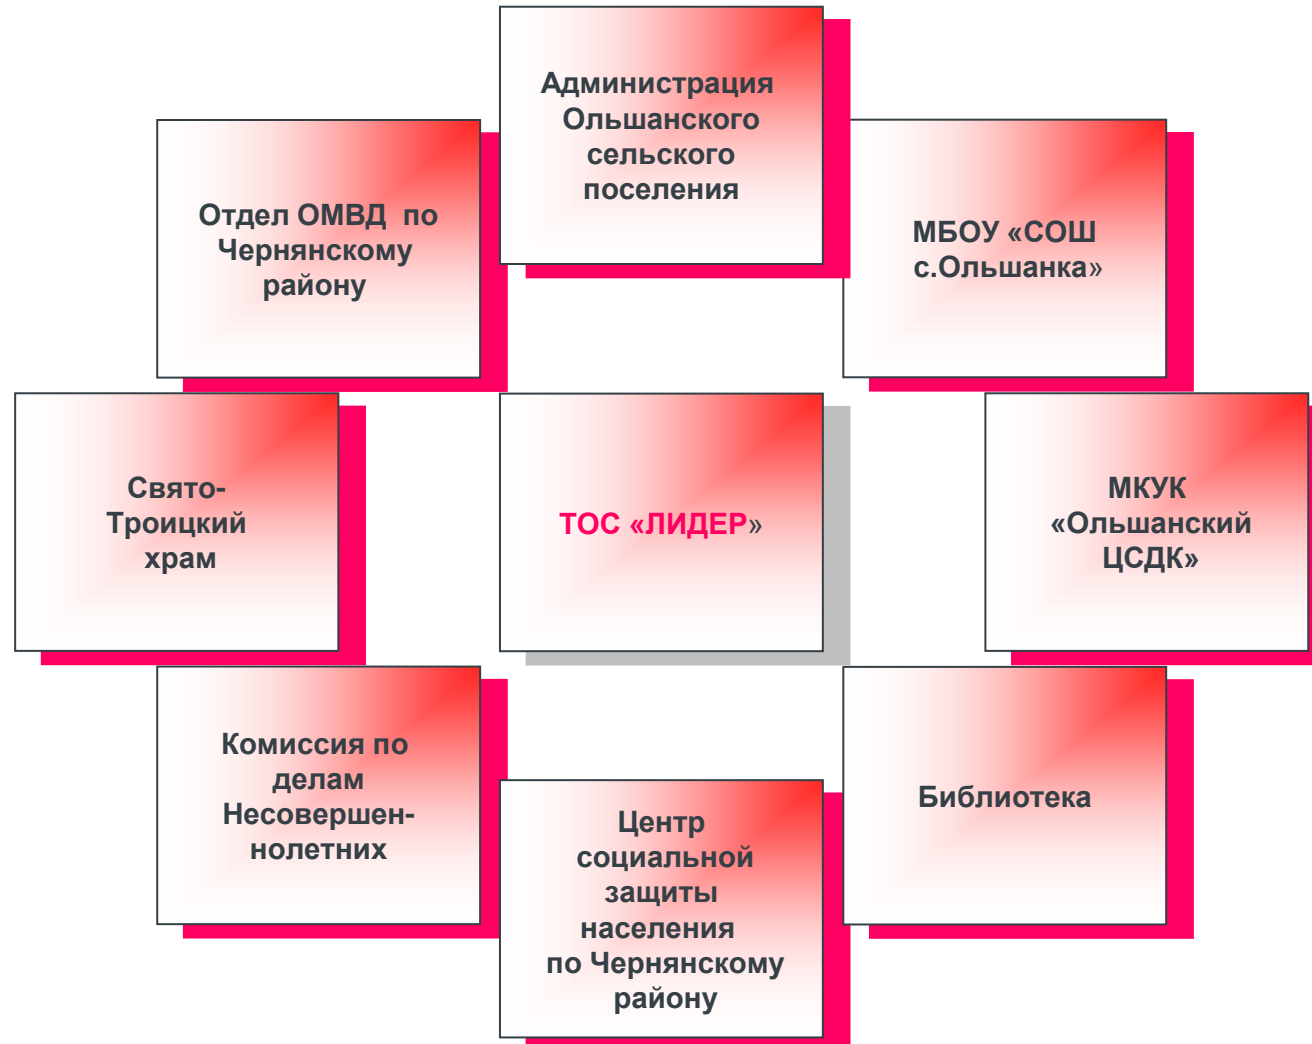 Администрация
Ольшанского
сельского
поселения
Отдел ОМВД  по
Чернянскому
району
МБОУ «СОШ
с.Ольшанка»
Свято-
Троицкий
храм
ТОС «ЛИДЕР»
МКУК
«Ольшанский
ЦСДК»
Комиссия по
делам
Несовершен-
нолетних
Центр
социальной
защиты
населения
по Чернянскому
району
Библиотека